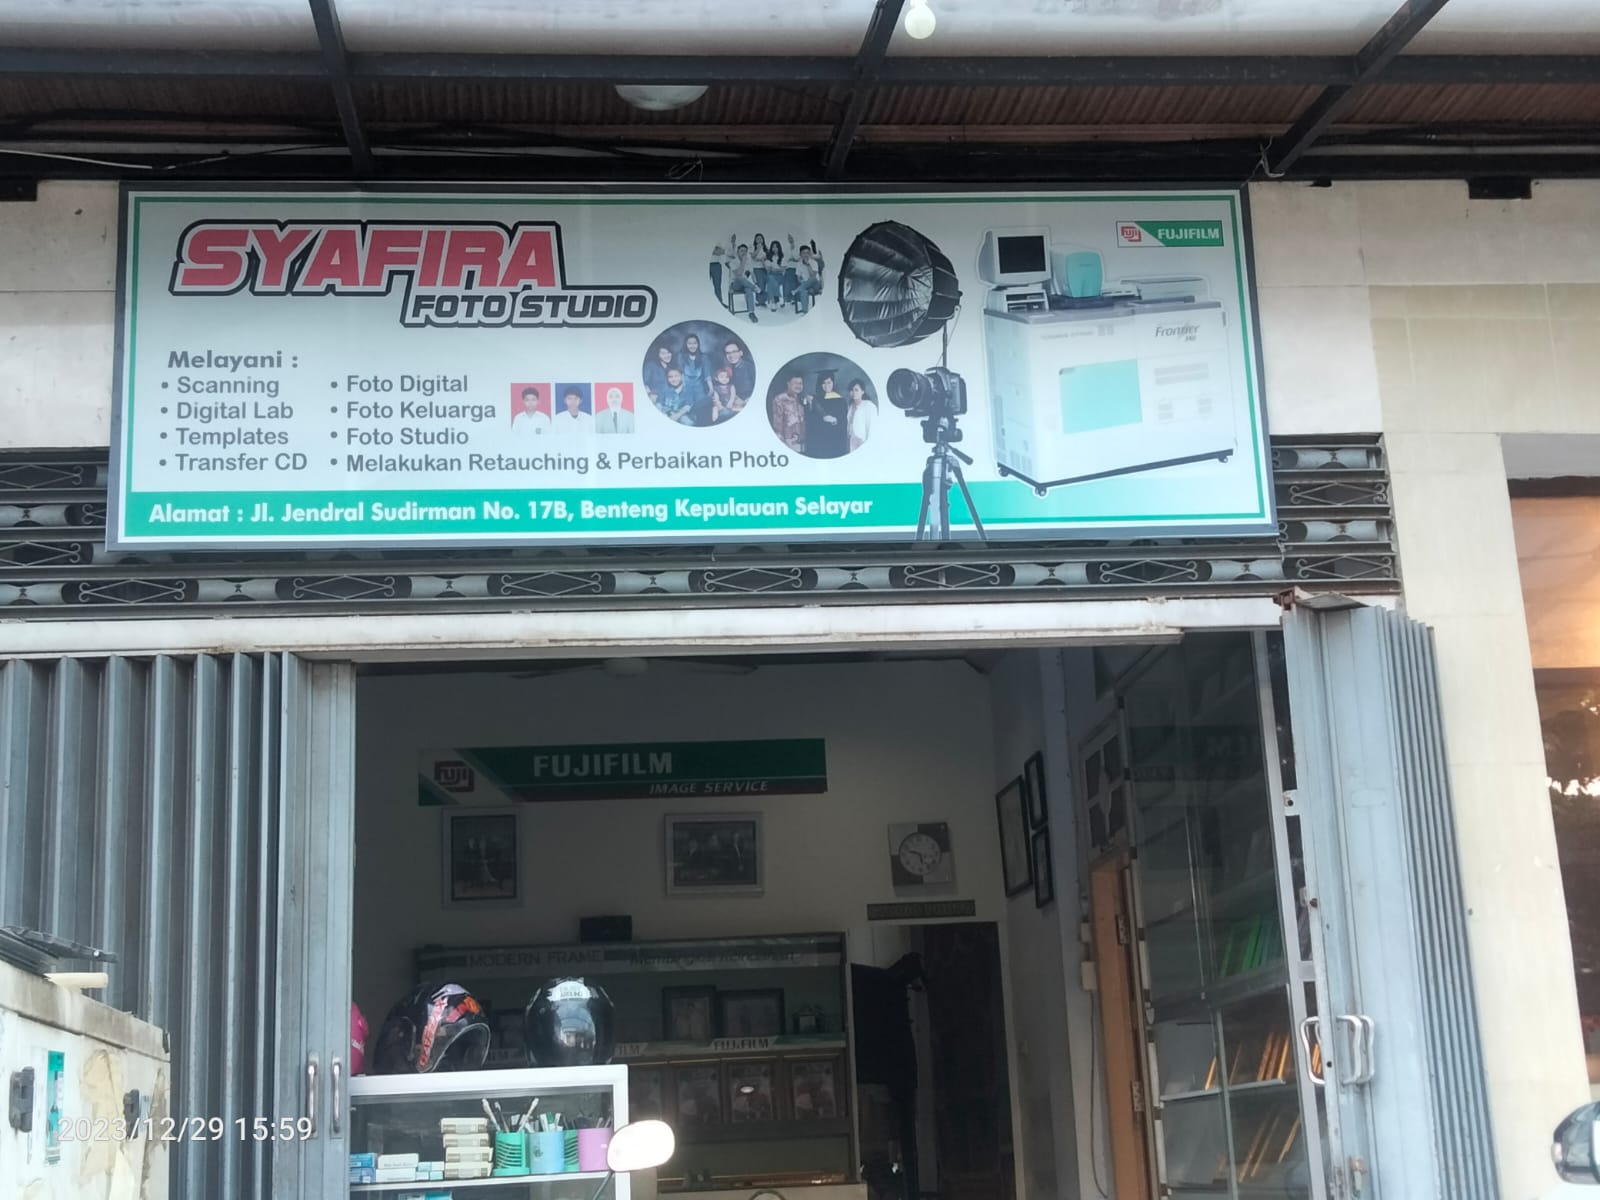 SYAFIRA
FOTO STUDIO
FUJI FUJIFILM
Frontier
Melayani :
• Scanning
• Digital Lab
• Templates
• Transfer CD
• Foto Digital
• Foto Keluarga
• Foto Studio
• Melakukan Retauching & Perbaikan Photo
Alamat : Jl. Jendral Sudirman No. 17B, Benteng Kepulauan Selayar
FUJI FUJIFILM
IMAGE SERVICE
MODERN FRAME
FUJIFILM
2023/12/29 15:59